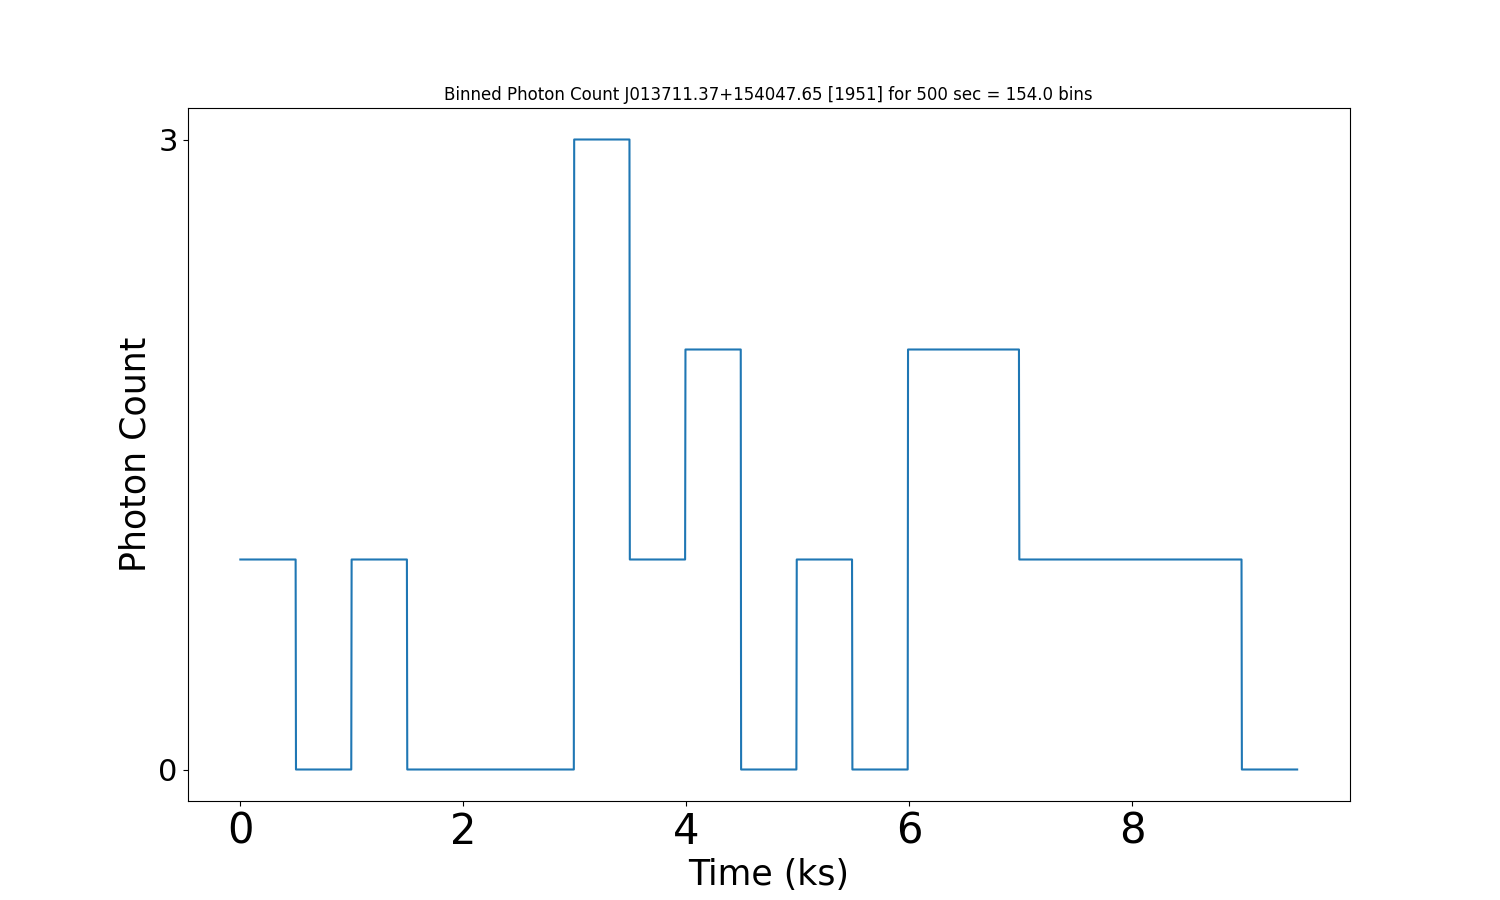 Binned Photon Count J013711.37+154047.65 [1951] for 500 sec = 154.0 bins
3
Photon Count
0
0 2 4 6 8
Time (ks)